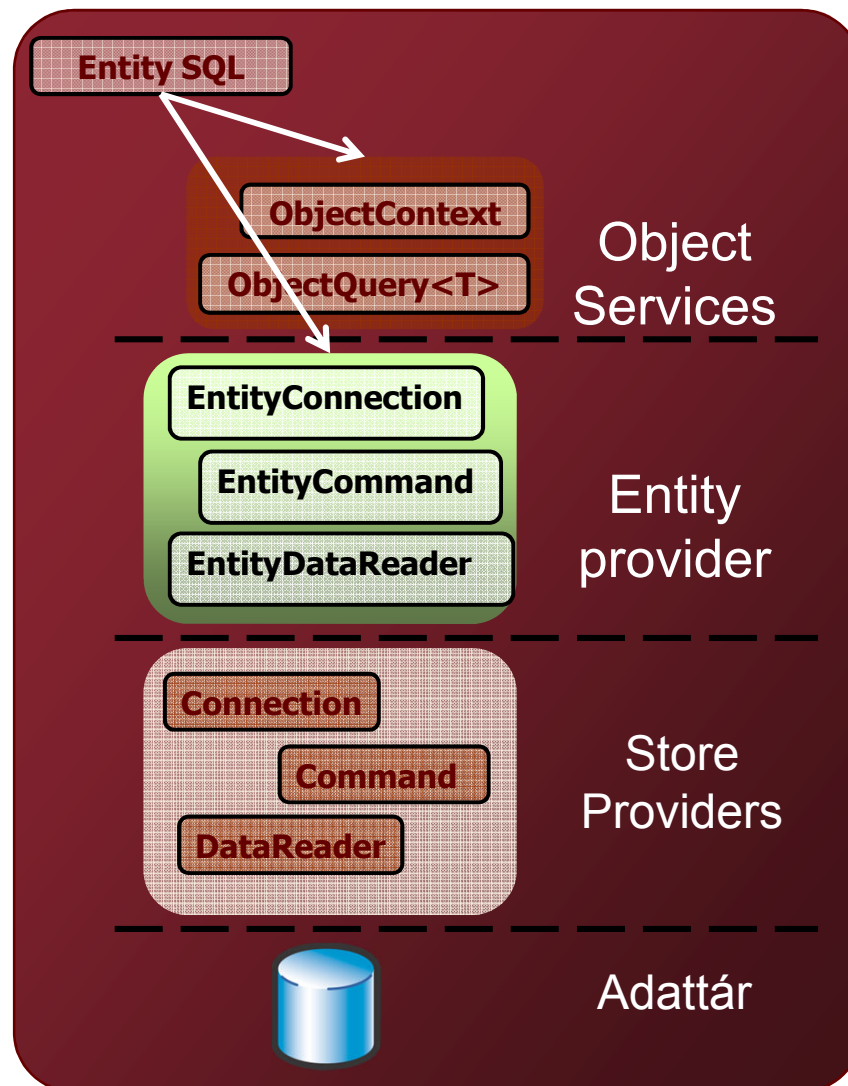 Entity SQL
ObjectContext
ObjectQuery<T>
Object
Services
EntityConnection
EntityCommand
EntityDataReader
Entity
provider
Connection
Command
DataReader
Store
Providers
Adattár